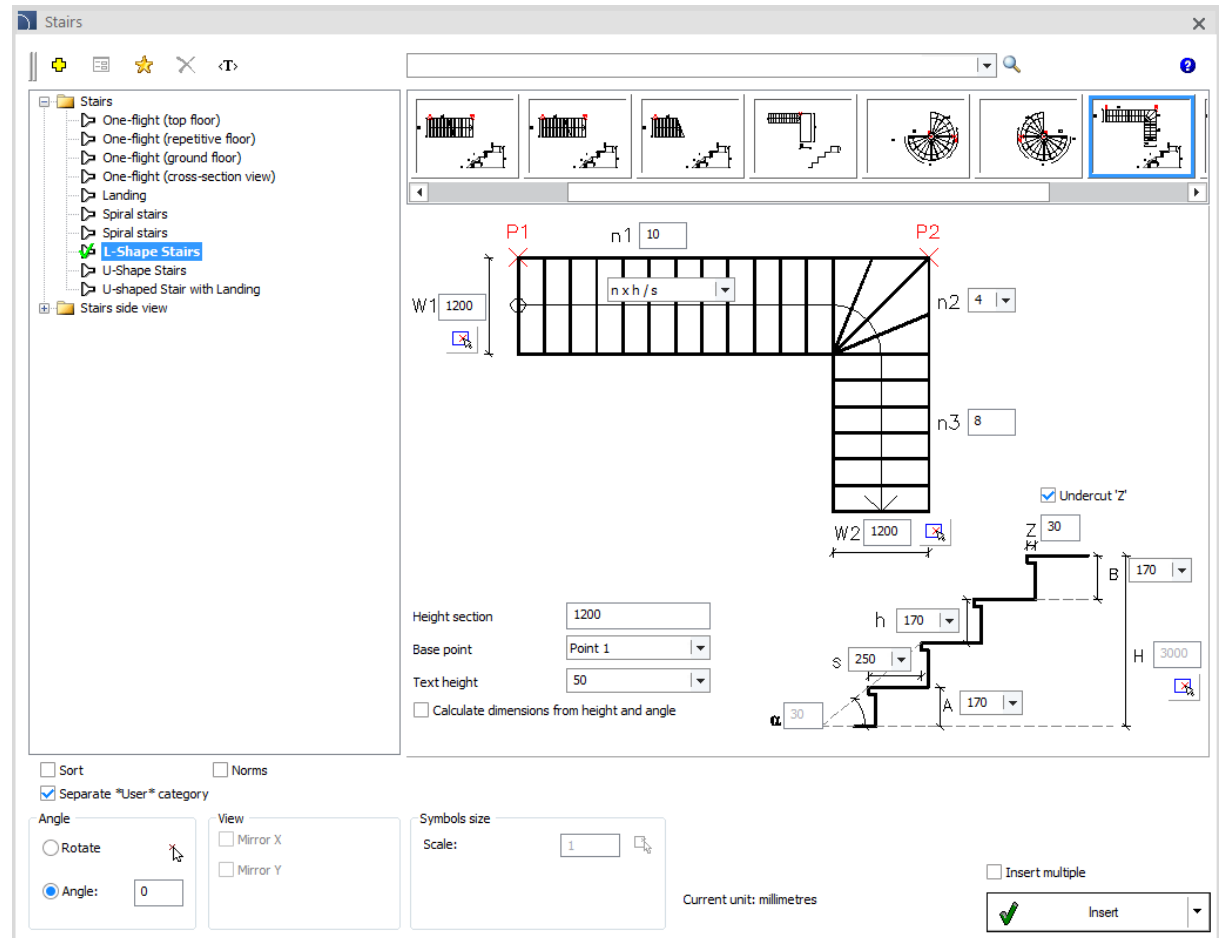 Stairs
<T>
Stairs
One-flight (top floor)
One-flight (repetitive floor)
One-flight (ground floor)
One-flight (cross-section view)
Landing
Spiral stairs
Spiral stairs
L-Shape Stairs
U-Shape Stairs
U-shaped Stair with Landing
Stairs side view
P1
n1 10
P2
n x h / s
W1 1200
n2 4
n3 8
Undercut 'Z'
W2 1200
Z 30
B 170
Height section 1200
h 170
Base point Point 1
s 250
H 3000
Text height 50
A 170
Calculate dimensions from height and angle
α 30
Sort
Norms
Separate *User* category
Angle
Rotate
Angle: 0
View
Mirror X
Mirror Y
Symbols size
Scale: 1
Current unit: millimetres
Insert multiple
Insert